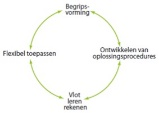 Begrips-
vorming
Flexibel toepassen
Ontwikkelen van
oplossingsprocedures
Vlot
leren
rekenen